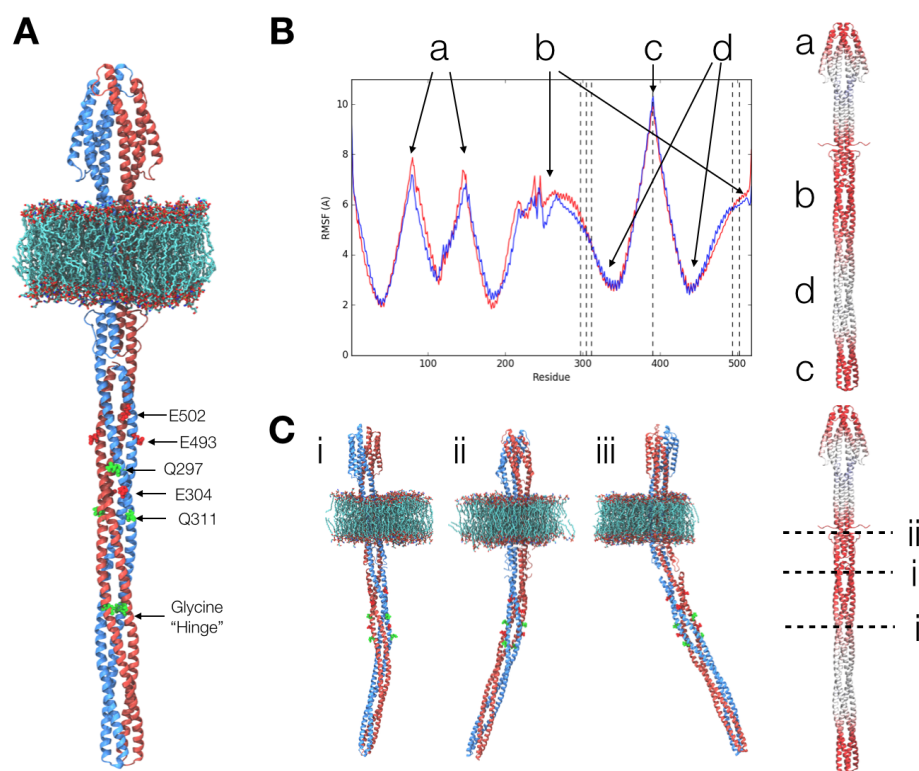 A
E502
E493
Q297
E304
Q311
Glycine
"Hinge"
B
a
b
c
d
RMSF (A)
10
8
6
4
2
0
100
200
300
400
500
Residue
a
b
d
c
C
i
ii
iii
ii
i
i